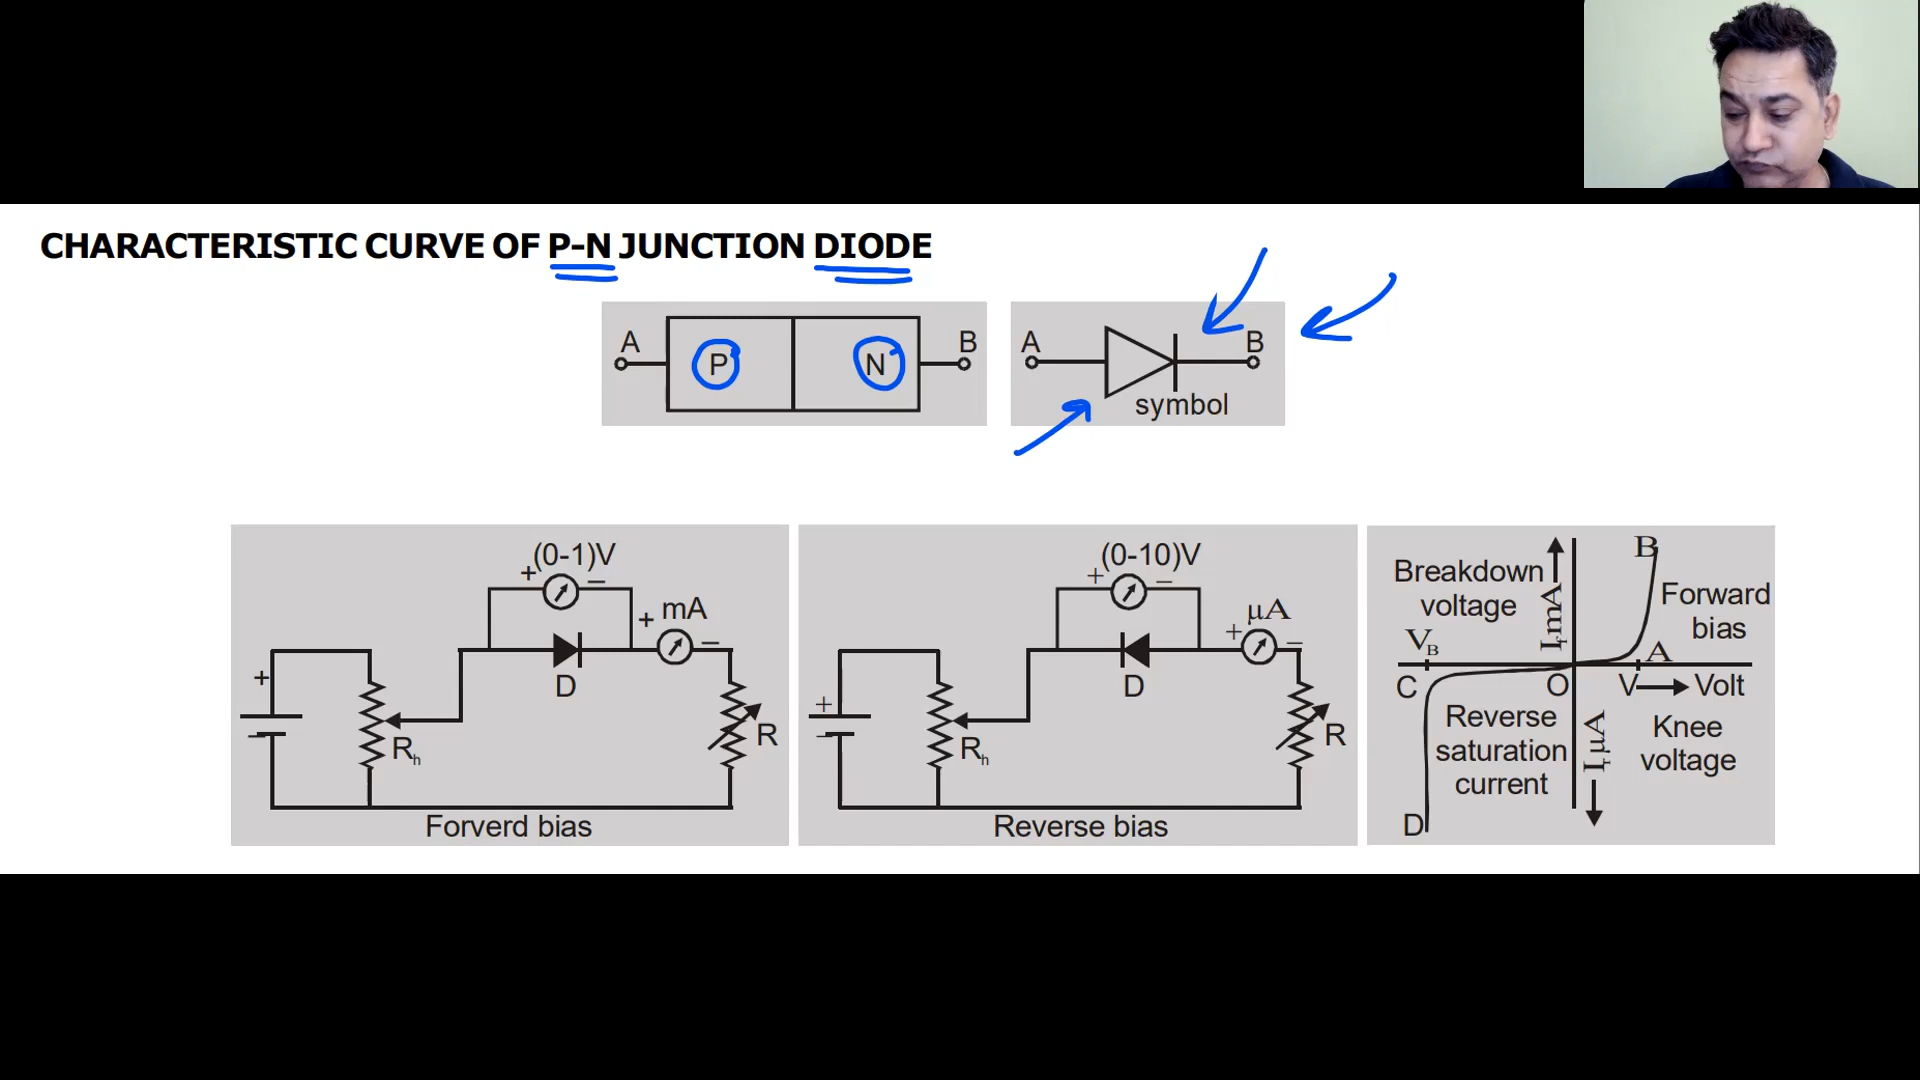 CHARACTERISTIC CURVE OF P–N JUNCTION DIODE
A
P
N
B
A
B
symbol
(0-1)V
+
–
+ mA
–
+
–
D
Rh
R
Forverd bias
(0-10)V
+
–
μA
+
–
+
–
D
Rh
R
Reverse bias
Breakdown
voltage
VB
C
If mA
B
Forward
bias
A
O
V
Volt
Reverse
saturation
current
Ir μA
Knee
voltage
D